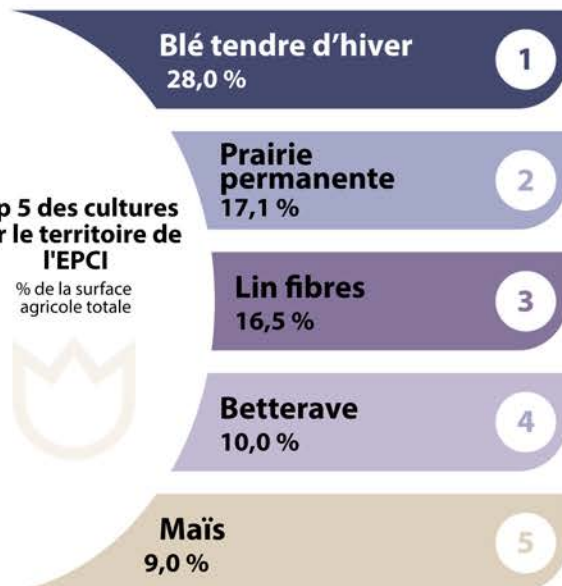 Blé tendre d'hiver
28,0 %
1
Prairie
permanente
17,1 %
2
p 5 des cultures
r le territoire de
l'EPCI
% de la surface
agricole totale
Lin fibres
16,5 %
3
Betterave
10,0 %
4
Maïs
9,0 %
5